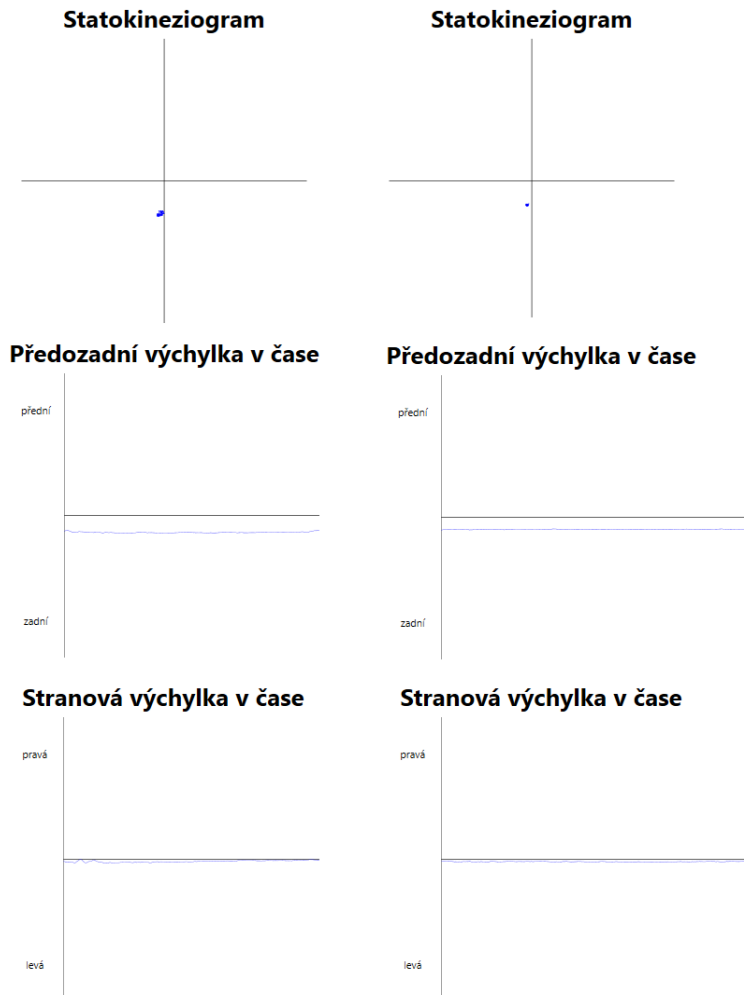 Statokineziogram
Statokineziogram
Předozadní výchylka v čase
Předozadní výchylka v čase
přední
přední
zadní
zadní
Stranová výchylka v čase
Stranová výchylka v čase
pravá
pravá
levá
levá